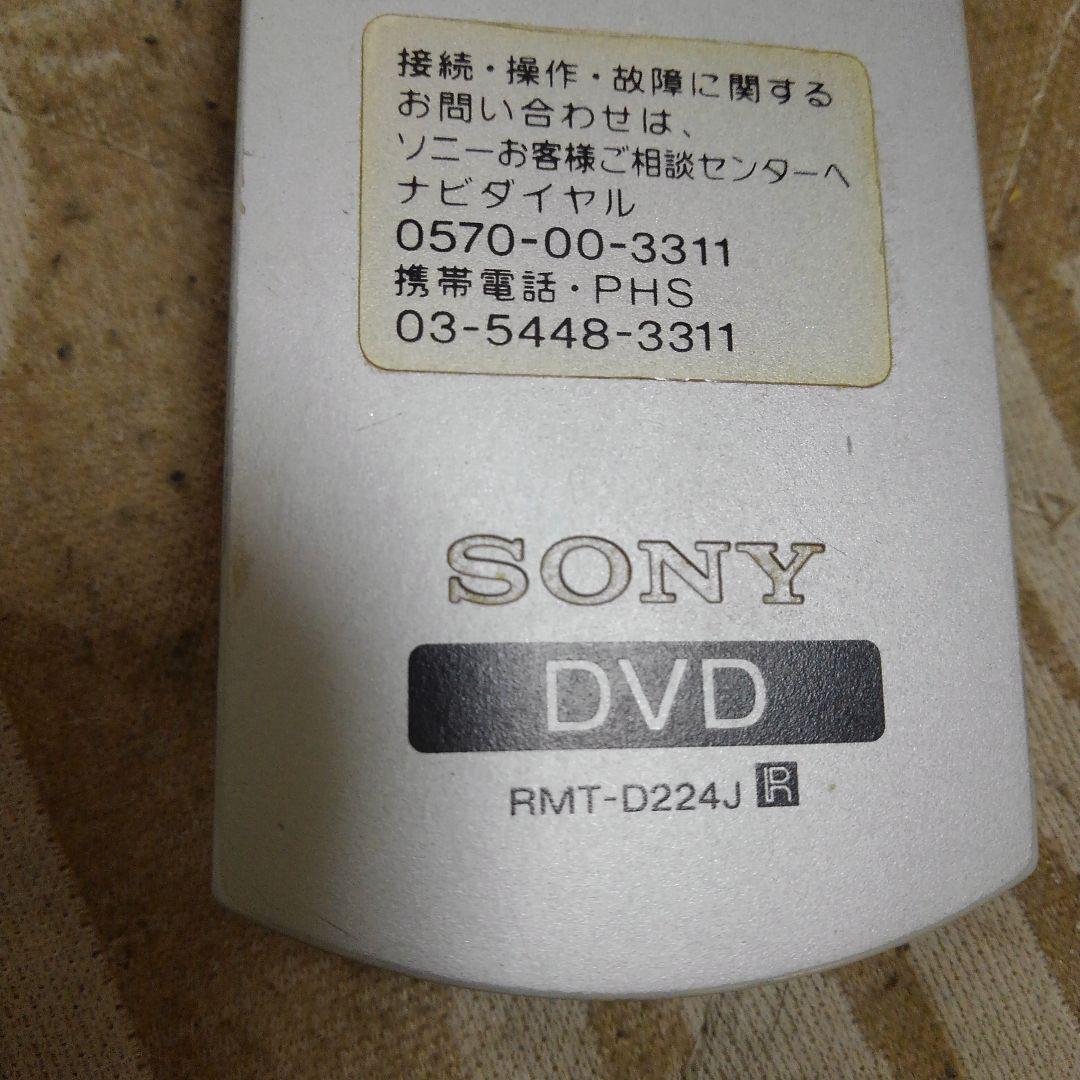 接続・操作・故障に関する
お問い合わせは、
ソニーお客様ご相談センターへ
ナビダイヤル
0570-00-3311
携帯電話・PHS
03-5448-3311
SONY
DVD
RMT-D224J R